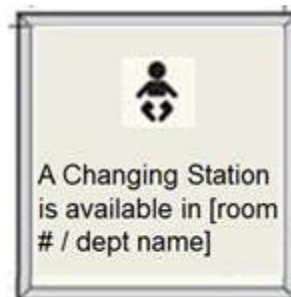 A Changing Station
is available in [room
# / dept name]